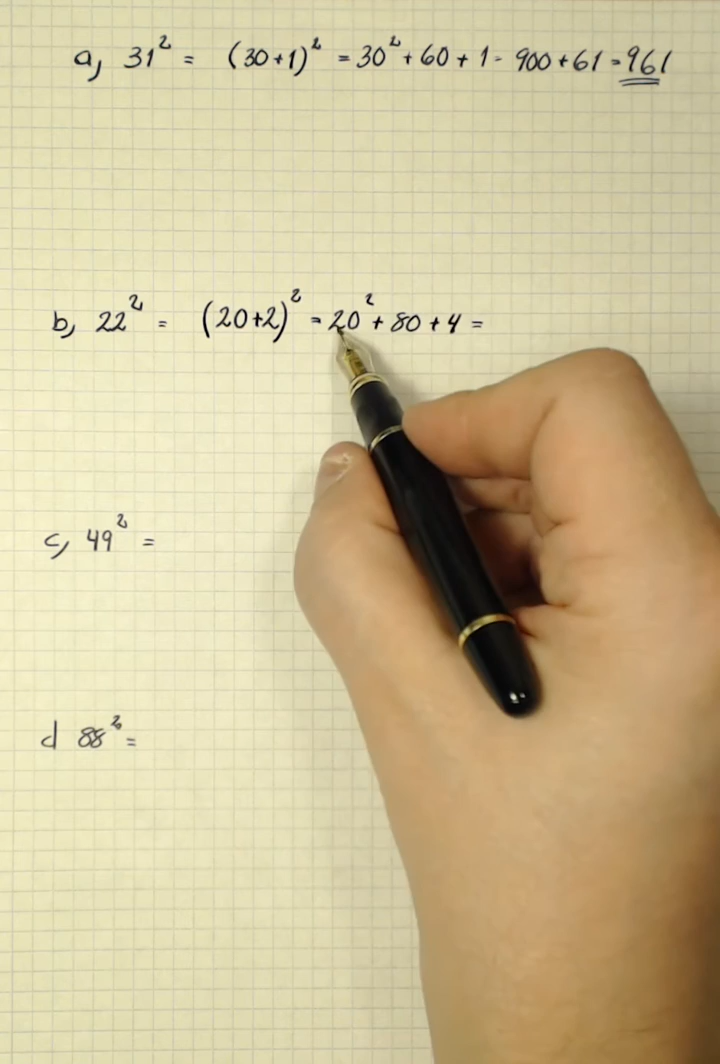 a, 31² = (30+1)² = 30² + 60 + 1 = 900 + 61 = 961
b, 22² = (20+2)² = 20² + 80 + 4 =
c, 49² =
d 88² =